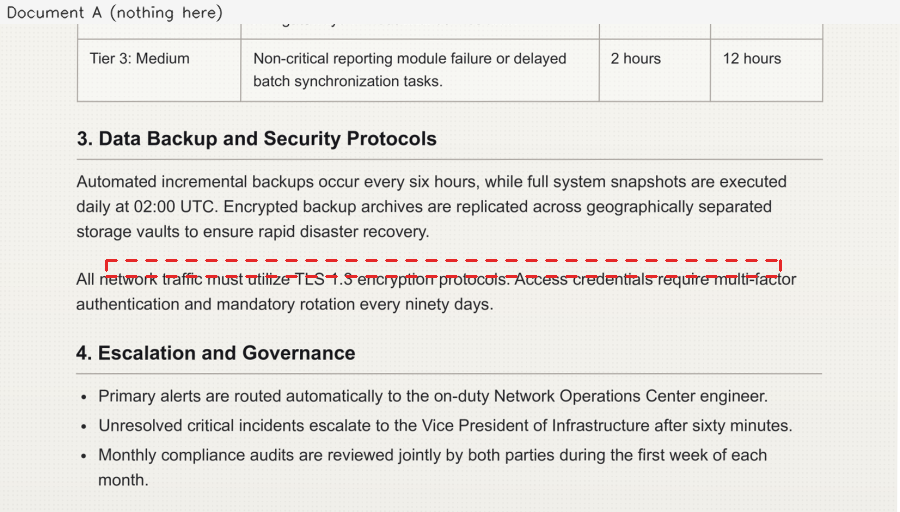 Document A (nothing here)
Tier 3: Medium
Non-critical reporting module failure or delayed
batch synchronization tasks.
2 hours
12 hours
3. Data Backup and Security Protocols
Automated incremental backups occur every six hours, while full system snapshots are executed
daily at 02:00 UTC. Encrypted backup archives are replicated across geographically separated
storage vaults to ensure rapid disaster recovery.
All network traffic must utilize TLS 1.3 encryption protocols. Access credentials require multi-factor
authentication and mandatory rotation every ninety days.
4. Escalation and Governance
• Primary alerts are routed automatically to the on-duty Network Operations Center engineer.
• Unresolved critical incidents escalate to the Vice President of Infrastructure after sixty minutes.
• Monthly compliance audits are reviewed jointly by both parties during the first week of each
month.